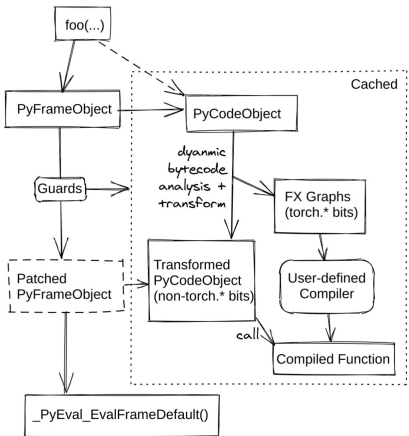 foo(...)
Cached
PyFrameObject
PyCodeObject
dyanmic
bytecode
analysis +
transform
Guards
FX Graphs
(torch.* bits)
Patched
PyFrameObject
Transformed
PyCodeObject
(non-torch.* bits)
User-defined
Compiler
call
Compiled Function
_PyEval_EvalFrameDefault()